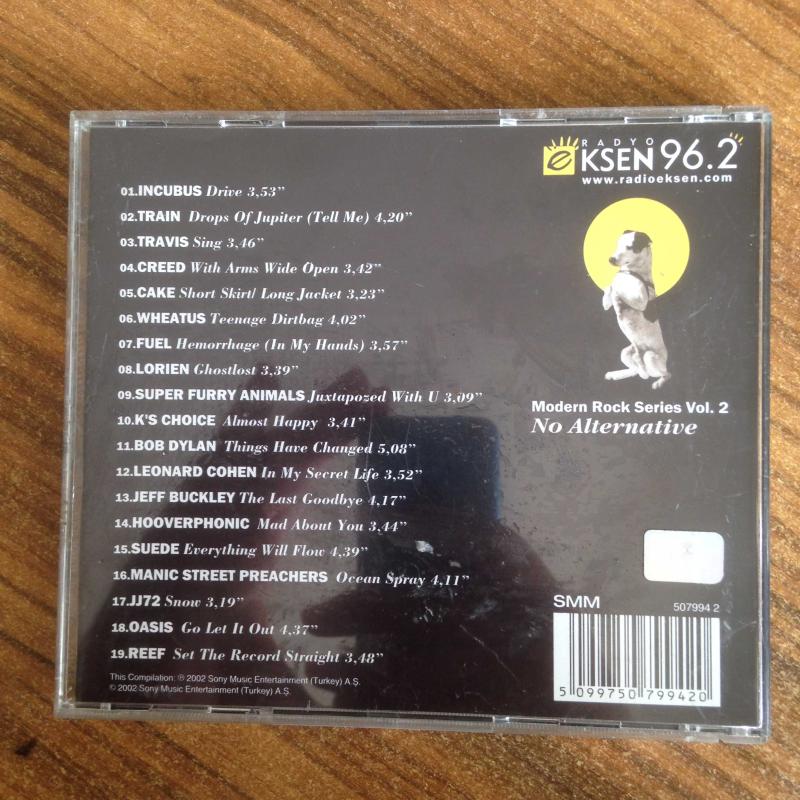 RADYO
eKSEN 96.2
www.radioeksen.com
01.INCUBUS Drive 3,53”
02.TRAIN Drops Of Jupiter (Tell Me) 4,20”
03.TRAVIS Sing 3,46”
04.CREED With Arms Wide Open 3,42”
05.CAKE Short Skirt/ Long Jacket 3,23”
06.WHEATUS Teenage Dirtbag 4,02”
07.FUEL Hemorrhage (In My Hands) 3,57”
08.LORIEN Ghostlost 3,39”
09.SUPER FURRY ANIMALS Juxtapozed With U 3,09”
10.K'S CHOICE Almost Happy 3,41”
11.BOB DYLAN Things Have Changed 5,08”
12.LEONARD COHEN In My Secret Life 3,52”
13.JEFF BUCKLEY The Last Goodbye 4,17”
14.HOOVERPHONIC Mad About You 3,44”
15.SUEDE Everything Will Flow 4,39”
16.MANIC STREET PREACHERS Ocean Spray 4,11”
17.JJ72 Snow 3,19”
18.OASIS Go Let It Out 4,37”
19.REEF Set The Record Straight 3,48”
This Compilation: ℗ 2002 Sony Music Entertainment (Turkey) A.Ş.
© 2002 Sony Music Entertainment (Turkey) A.Ş.
Modern Rock Series Vol. 2
No Alternative
SMM 507994 2
5 099750 799420